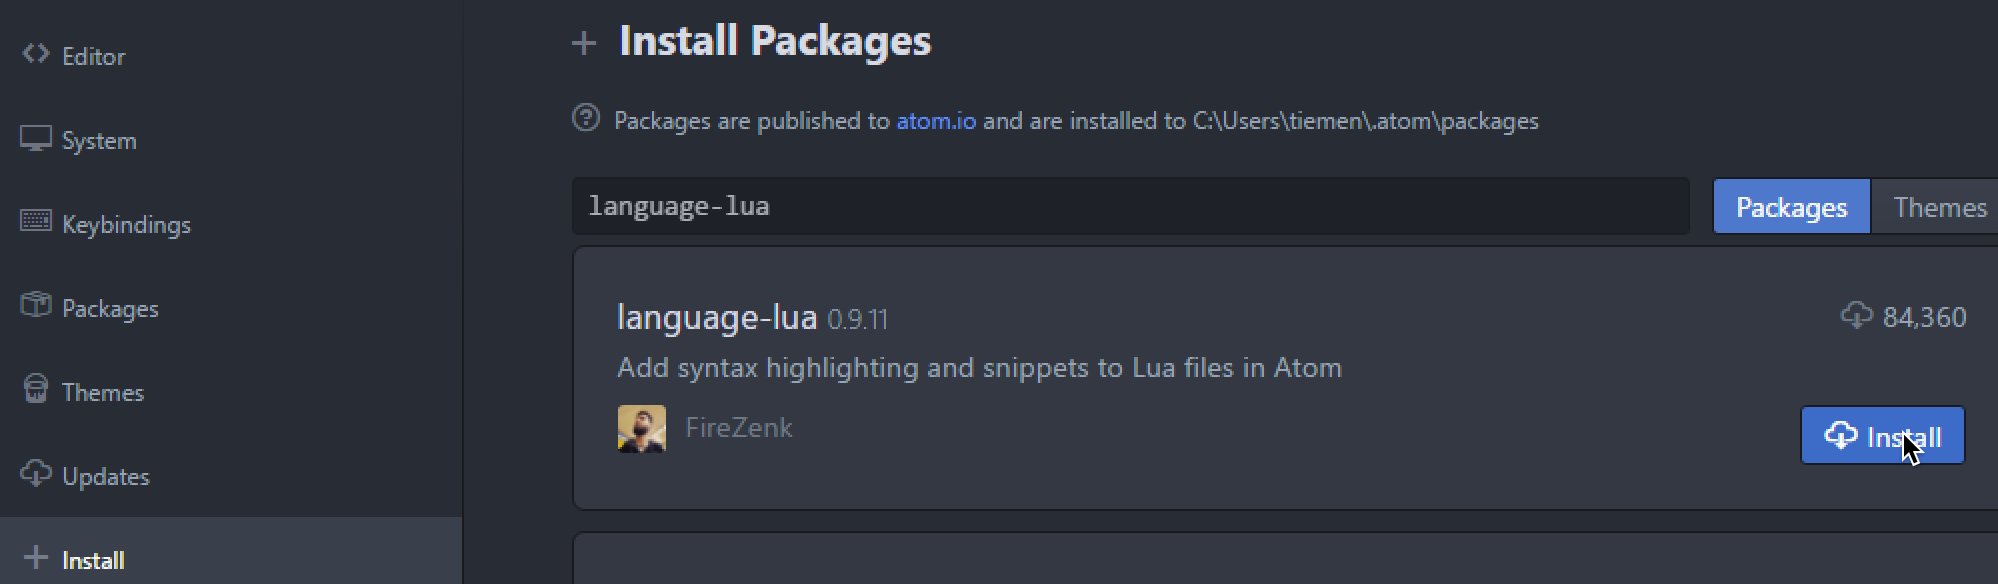 Editor
System
Keybindings
Packages
Themes
Updates
Install
Install Packages
Packages are published to atom.io and are installed to C:\Users\tiemen\.atom\packages
language-lua
Packages
Themes
language-lua 0.9.11
84,360
Add syntax highlighting and snippets to Lua files in Atom
FireZenk
Install